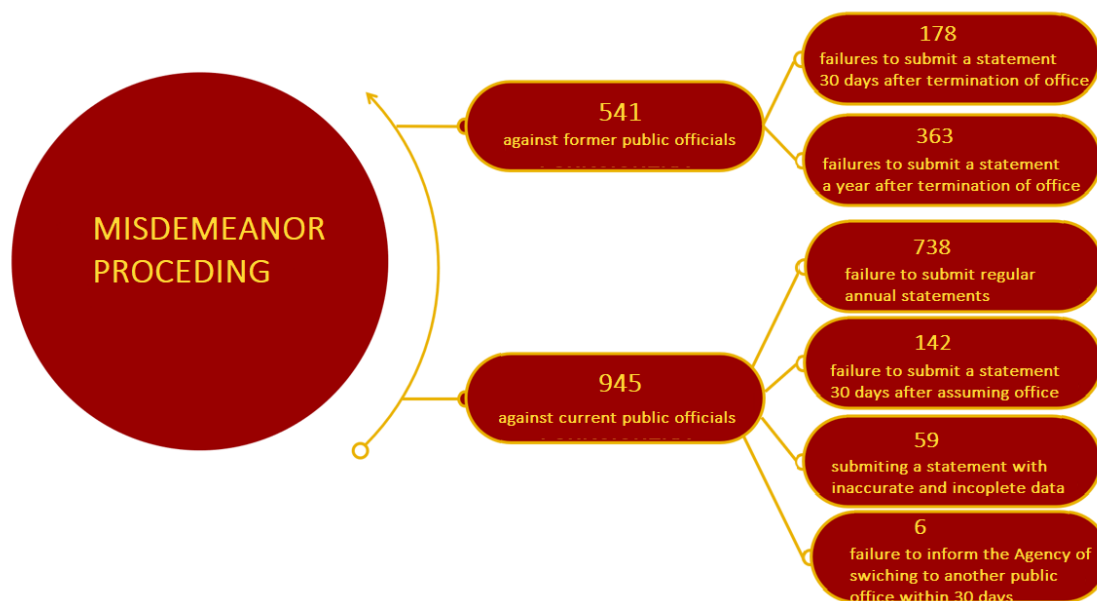 MISDEMEANOR
PROCEDING
541
against former public officials
178
failures to submit a statement
30 days after termination of office
363
failures to submit a statement
a year after termination of office
945
against current public officials
738
failure to submit regular
annual statements
142
failure to submit a statement
30 days after assuming office
59
submiting a statement with
inaccurate and incoplete data
6
failure to inform the Agency of
swiching to another public
office within 30 days